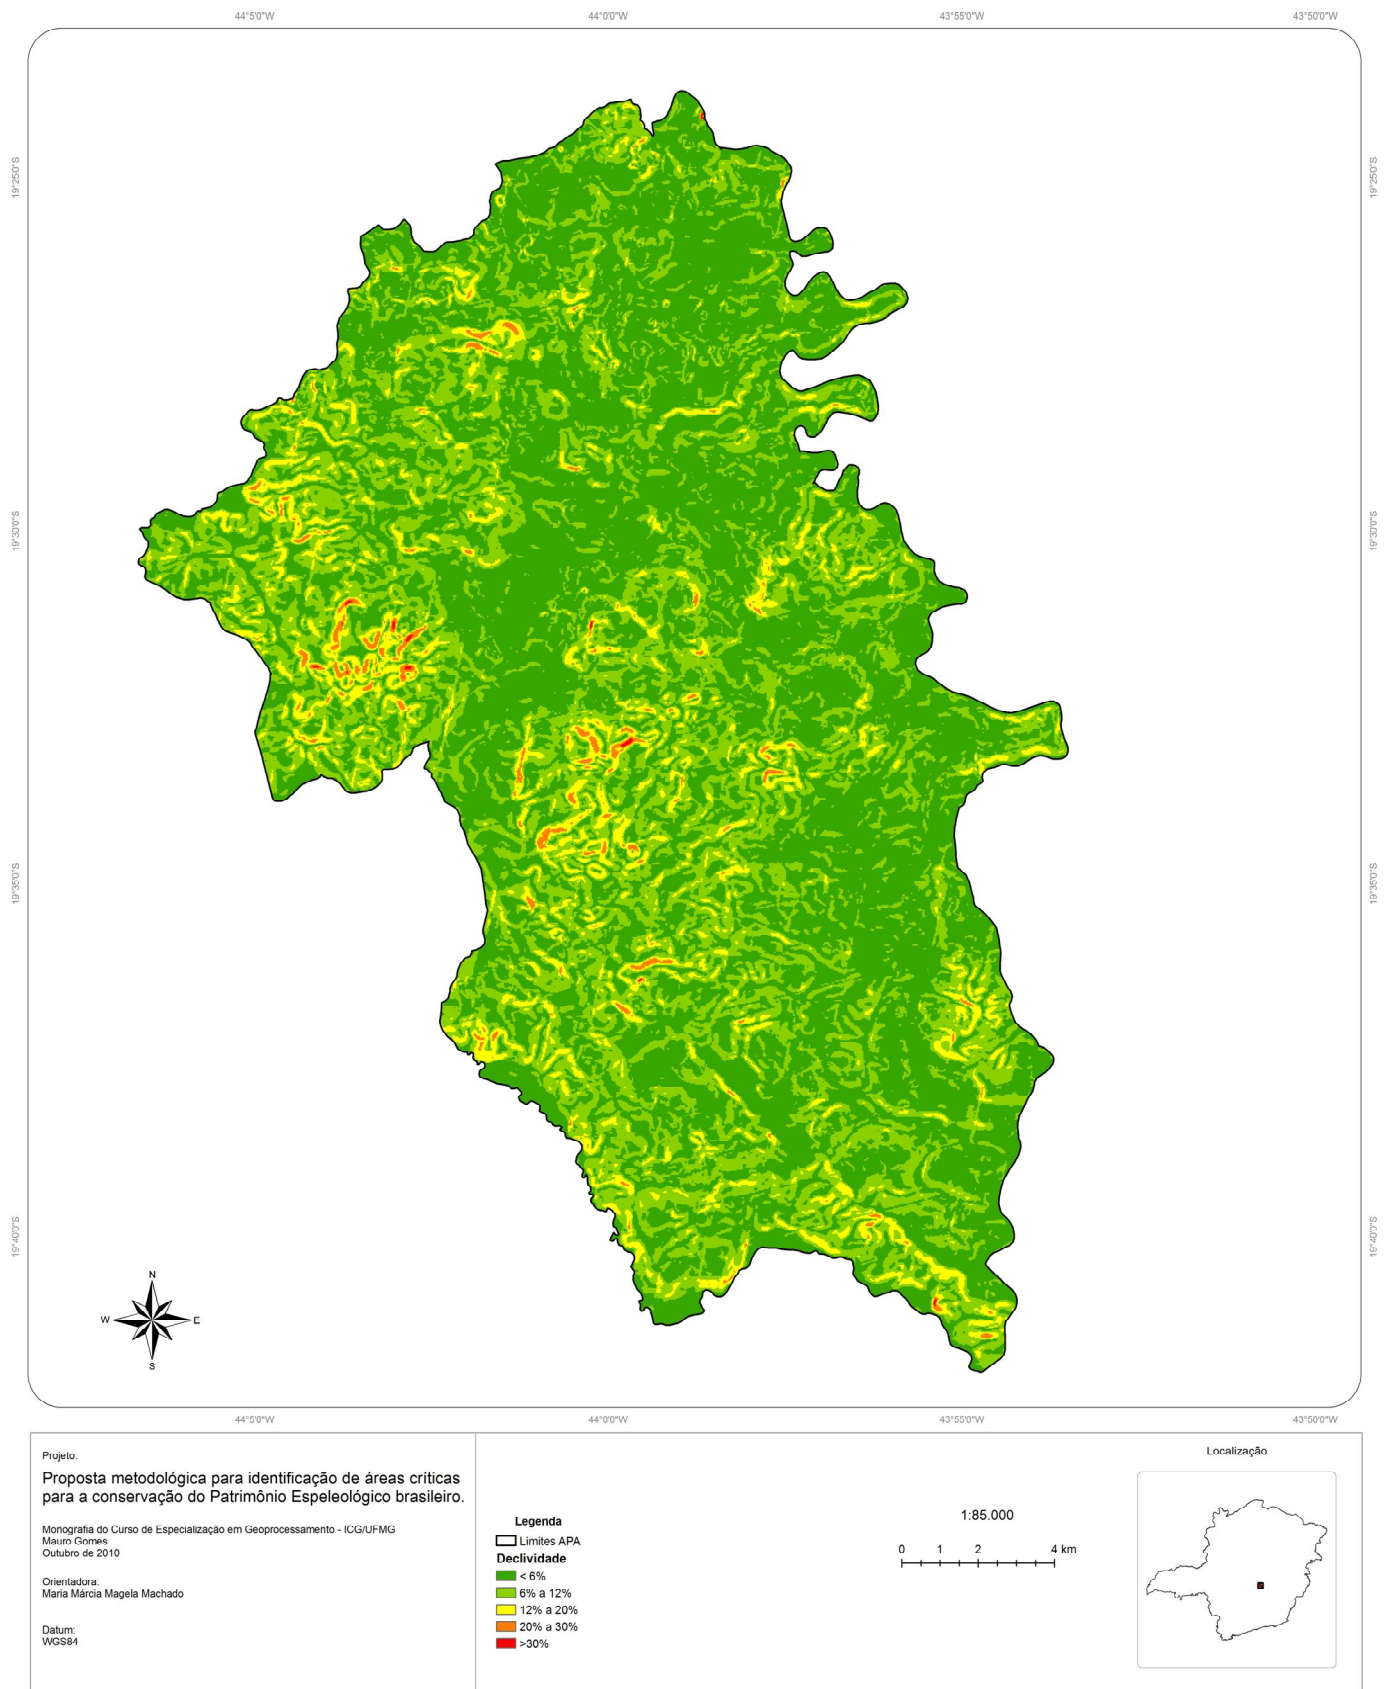 44°5'0"W 44°0'0"W 43°55'0"W 43°50'0"W
19°25'0"S 19°25'0"S
19°30'0"S 19°30'0"S
19°35'0"S 19°35'0"S
19°40'0"S 19°40'0"S
N
W E
S
44°5'0"W 44°0'0"W 43°55'0"W 43°50'0"W
Projeto:
Proposta metodológica para identificação de áreas críticas
para a conservação do Patrimônio Espeleológico brasileiro.
Monografia do Curso de Especialização em Geoprocessamento - ICG/UFMG
Mauro Gomes
Outubro de 2010
Orientadora:
Maria Márcia Magela Machado
Datum:
WGS84
Legenda
Limites APA
Declividade
< 6%
6% a 12%
12% a 20%
20% a 30%
>30%
1:85.000
0 1 2 4 km
Localização